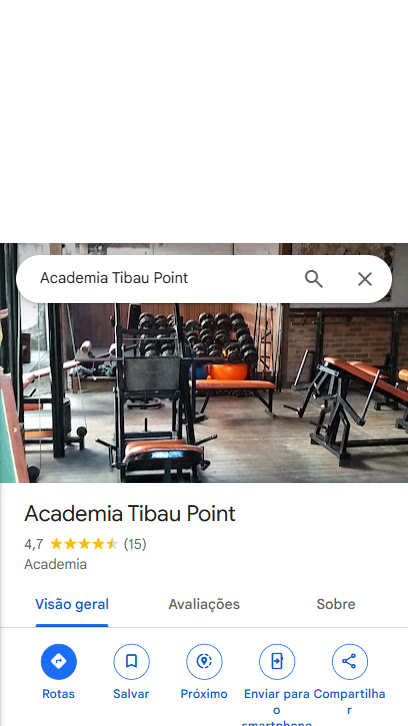 Academia Tibau Point
Academia Tibau Point
4,7 (15)
Academia
Visão geral Avaliações Sobre
Rotas Salvar Próximo Enviar para o smartphone Compartilhar